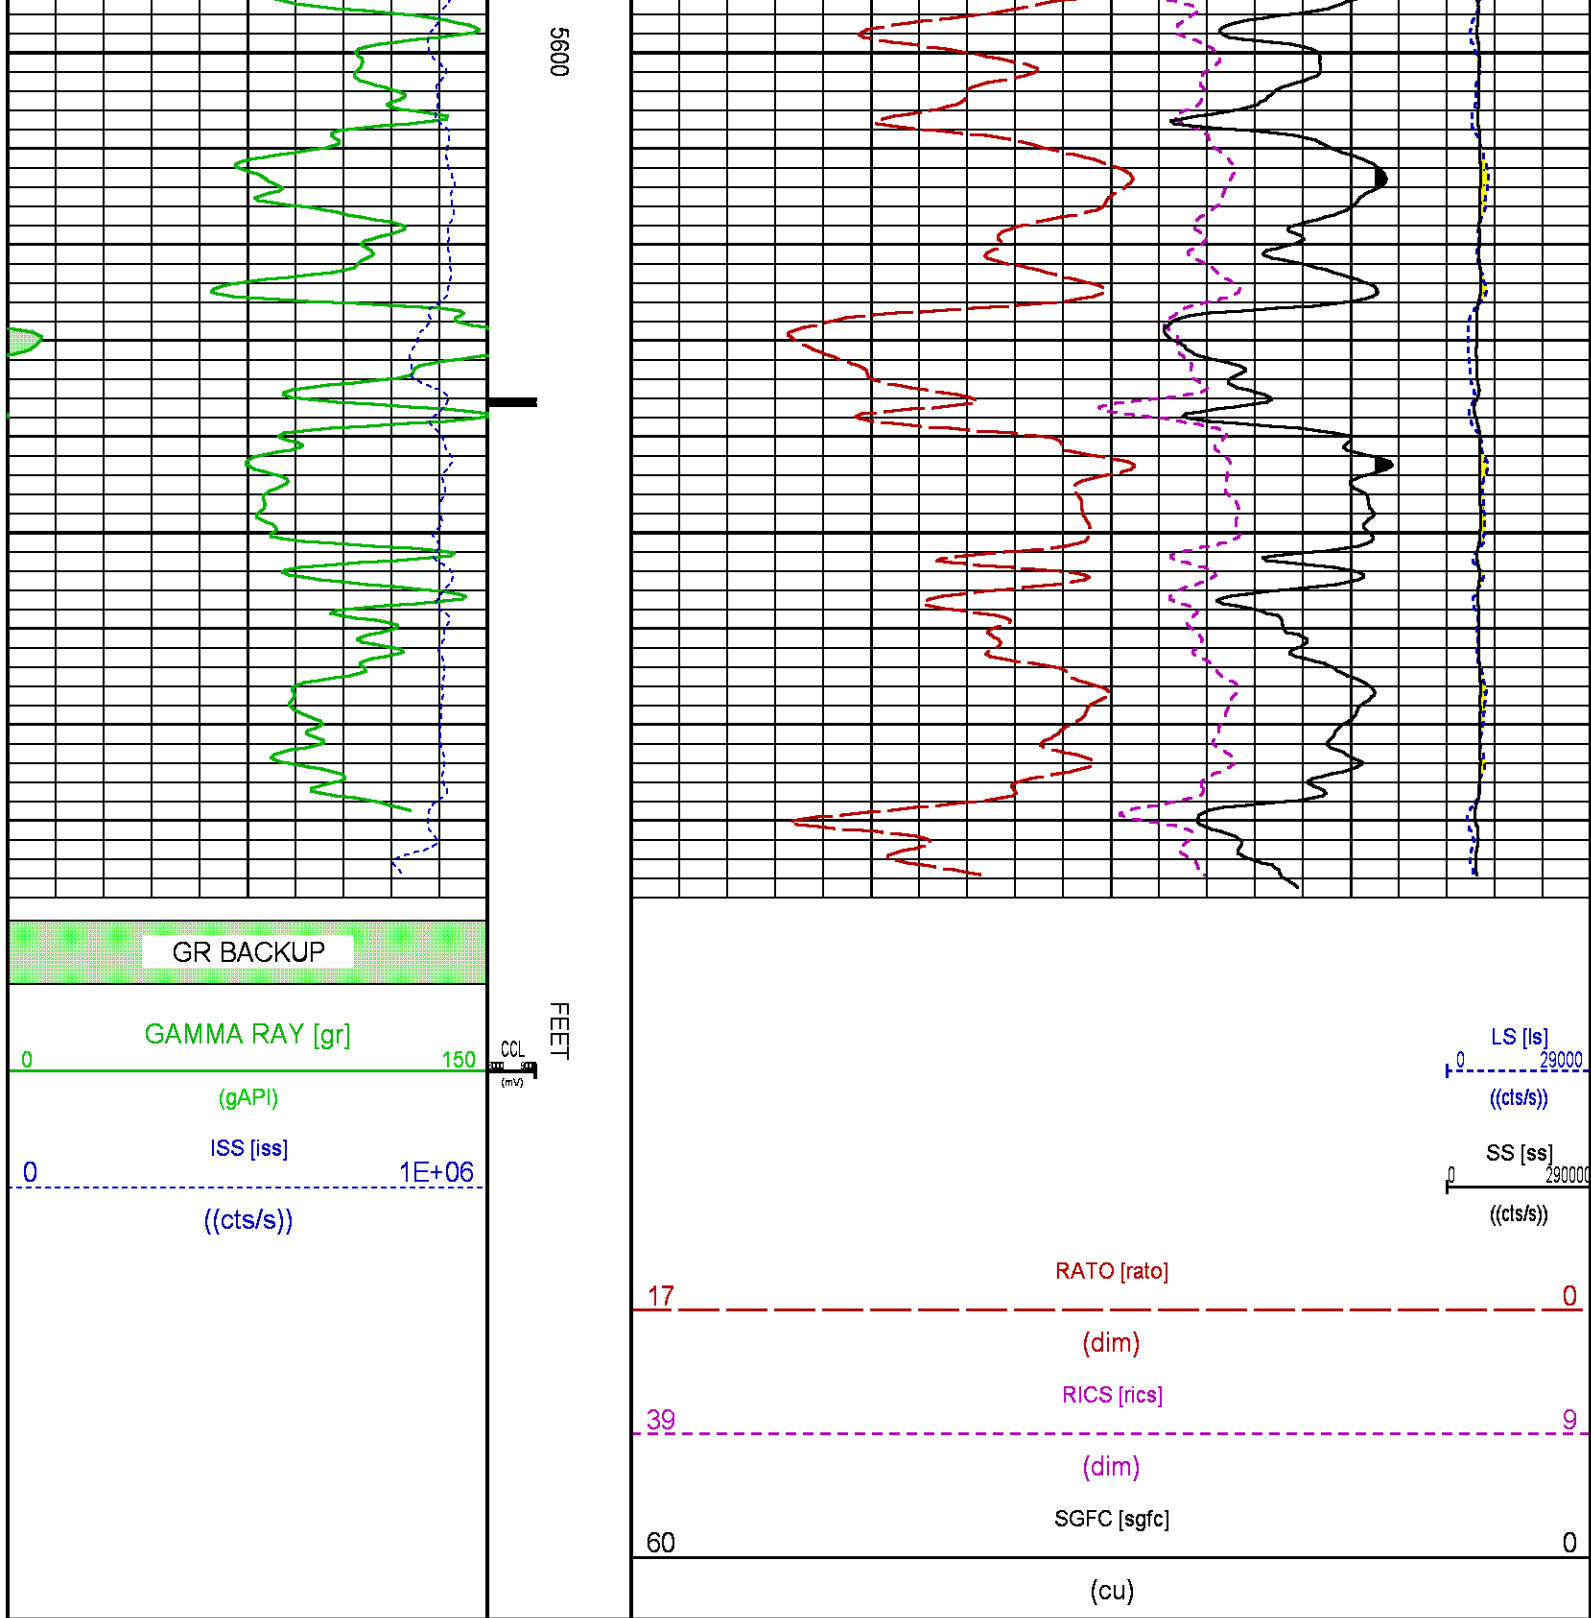 5600
GR BACKUP
FEET
GAMMA RAY [gr]
0 150
(gAPI)
CCL
(mV)
ISS [iss]
0 1E+06
((cts/s))
LS [ls]
0 29000
((cts/s))
SS [ss]
0 290000
((cts/s))
RATO [rato]
17 0
(dim)
RICS [rics]
39 9
(dim)
SGFC [sgfc]
60 0
(cu)